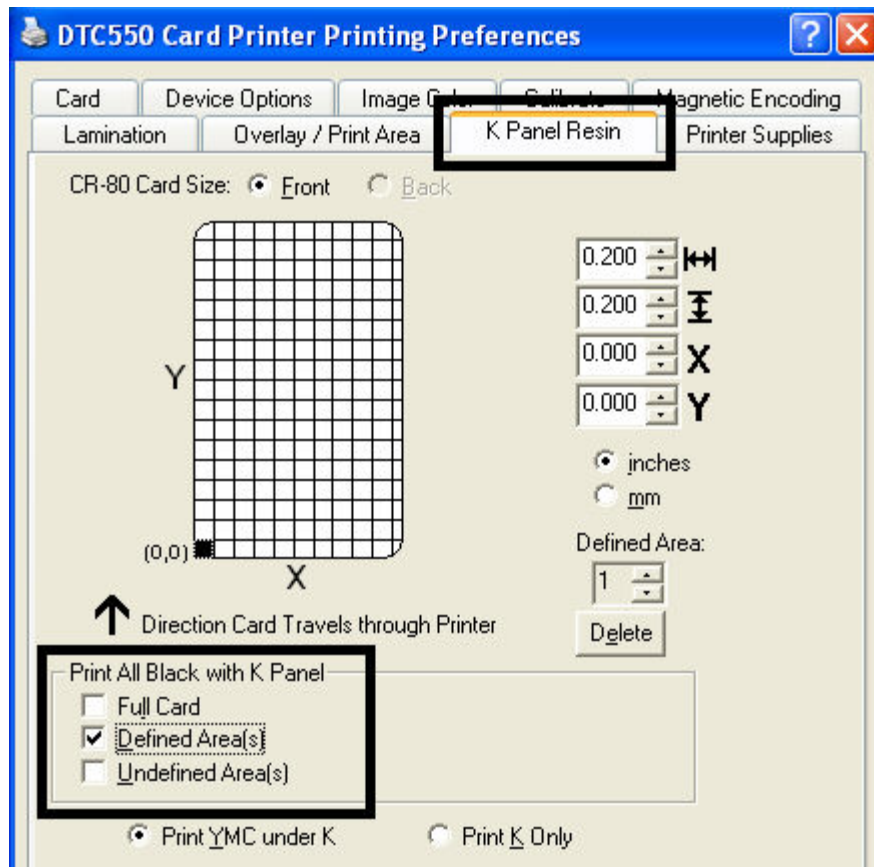 DTC550 Card Printer Printing Preferences
Card Device Options Image Color Calibrate Magnetic Encoding
Lamination Overlay / Print Area K Panel Resin Printer Supplies
CR-80 Card Size: Front Back
0.200
0.200
0.000 X
0.000 Y
Y
inches
mm
(0,0)
X
Defined Area:
1
Direction Card Travels through Printer
Delete
Print All Black with K Panel
Full Card
Defined Area(s)
Undefined Area(s)
Print YMC under K Print K Only